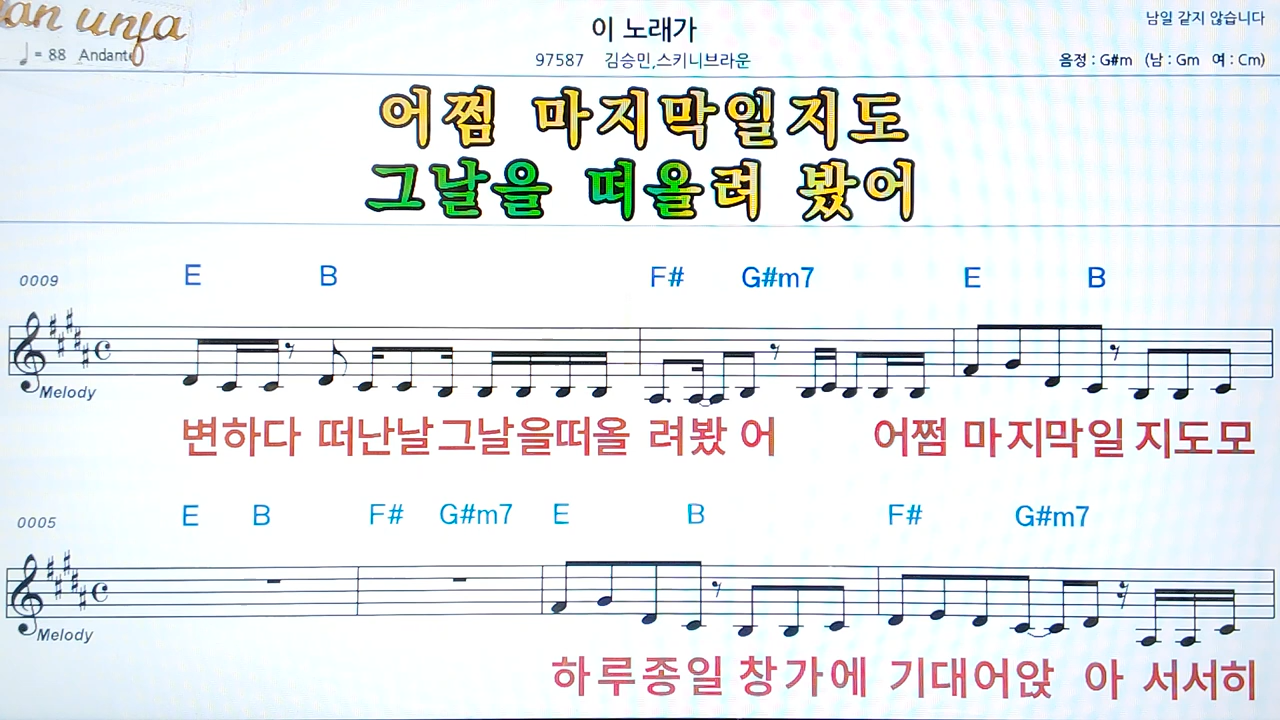 이 노래가
남일 같지 않습니다
♩ = 88 Andante
97587 김승민,스키니브라운
음정 : G#m (남 : Gm 여 : Cm)
어쩜 마지막일지도
그날을 떠올려 봤어
0009
E B F# G#m7 E B
Melody
변하다 떠난날그날을떠올 려봤 어 어쩜 마지막일 지도모
0005
E B F# G#m7 E B F# G#m7
Melody
하루종일 창가에 기대어앉 아 서서히